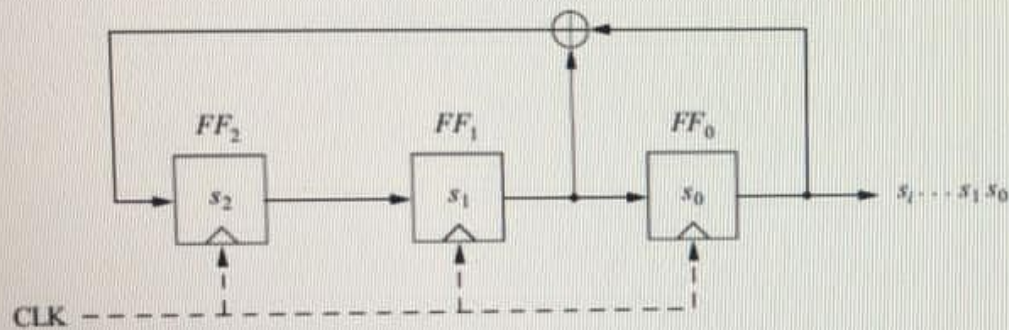 FF₂ FF₁ FF₀
s₂ s₁ s₀ sᵢ · · · s₁ s₀
CLK